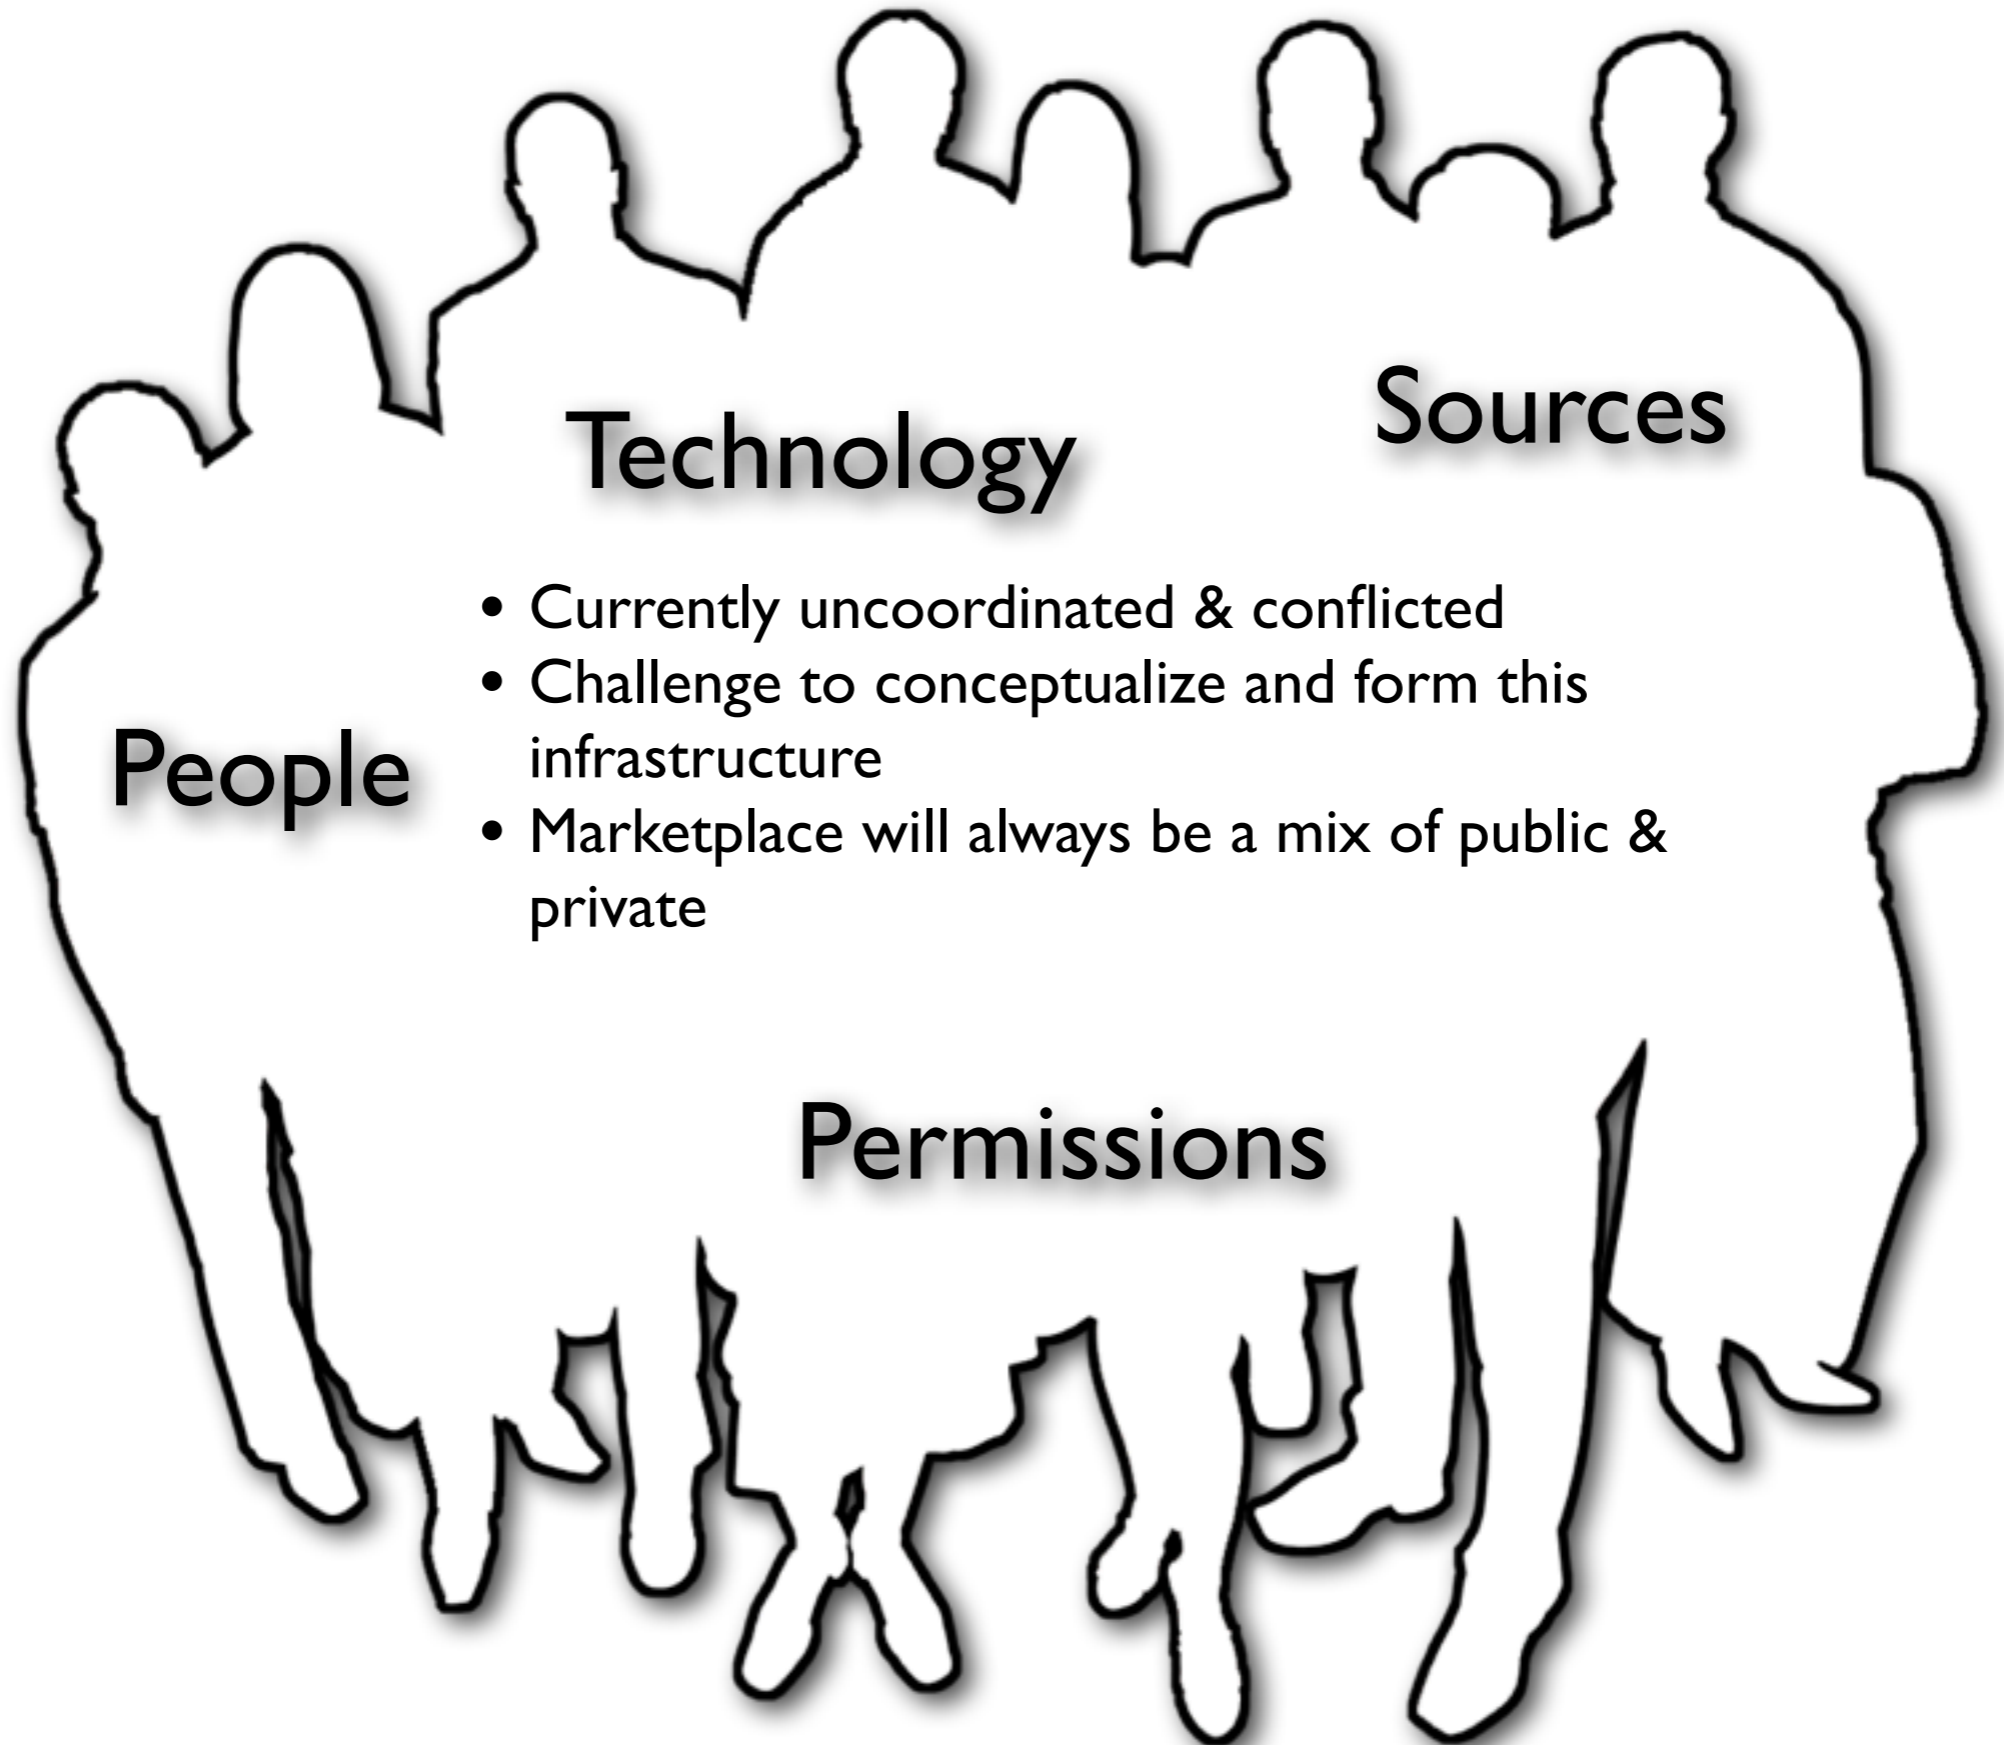 Sources
Technology
• Currently uncoordinated & conflicted
• Challenge to conceptualize and form this
infrastructure
People
• Marketplace will always be a mix of public &
private
Permissions